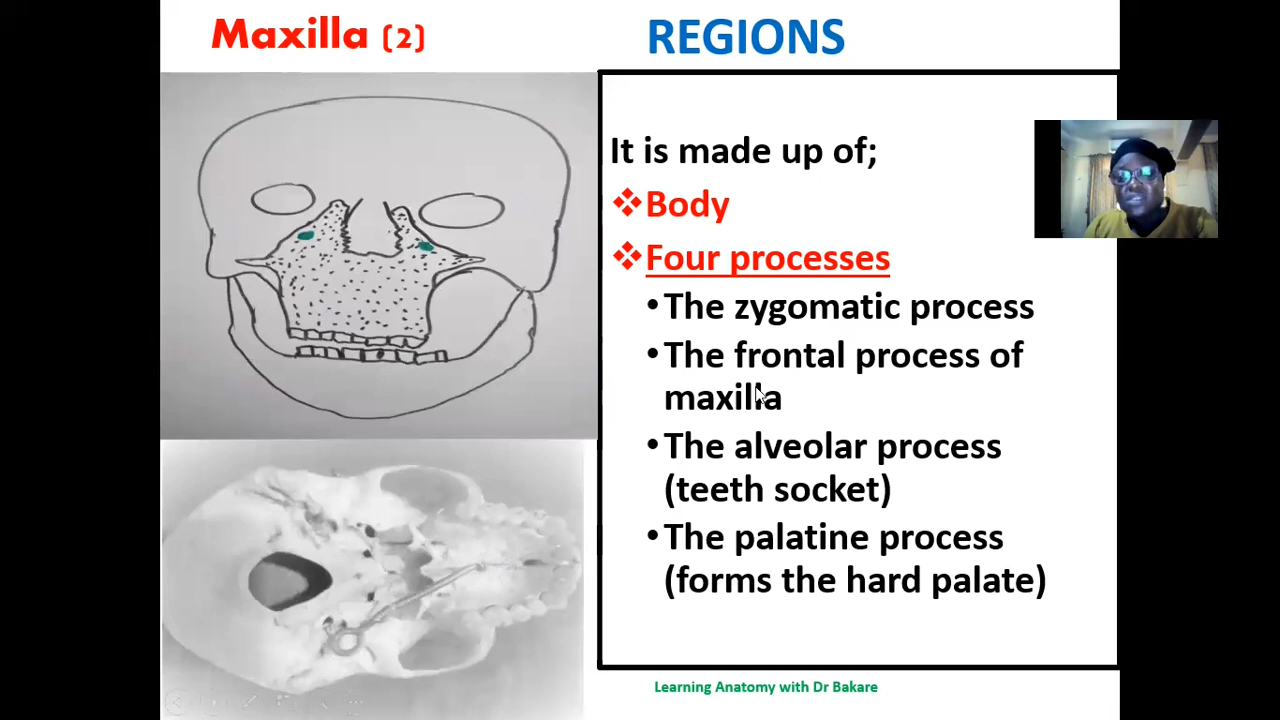 Maxilla (2)
REGIONS
It is made up of;
❖Body
❖Four processes
•The zygomatic process
•The frontal process of
maxilla
•The alveolar process
(teeth socket)
•The palatine process
(forms the hard palate)
Learning Anatomy with Dr Bakare